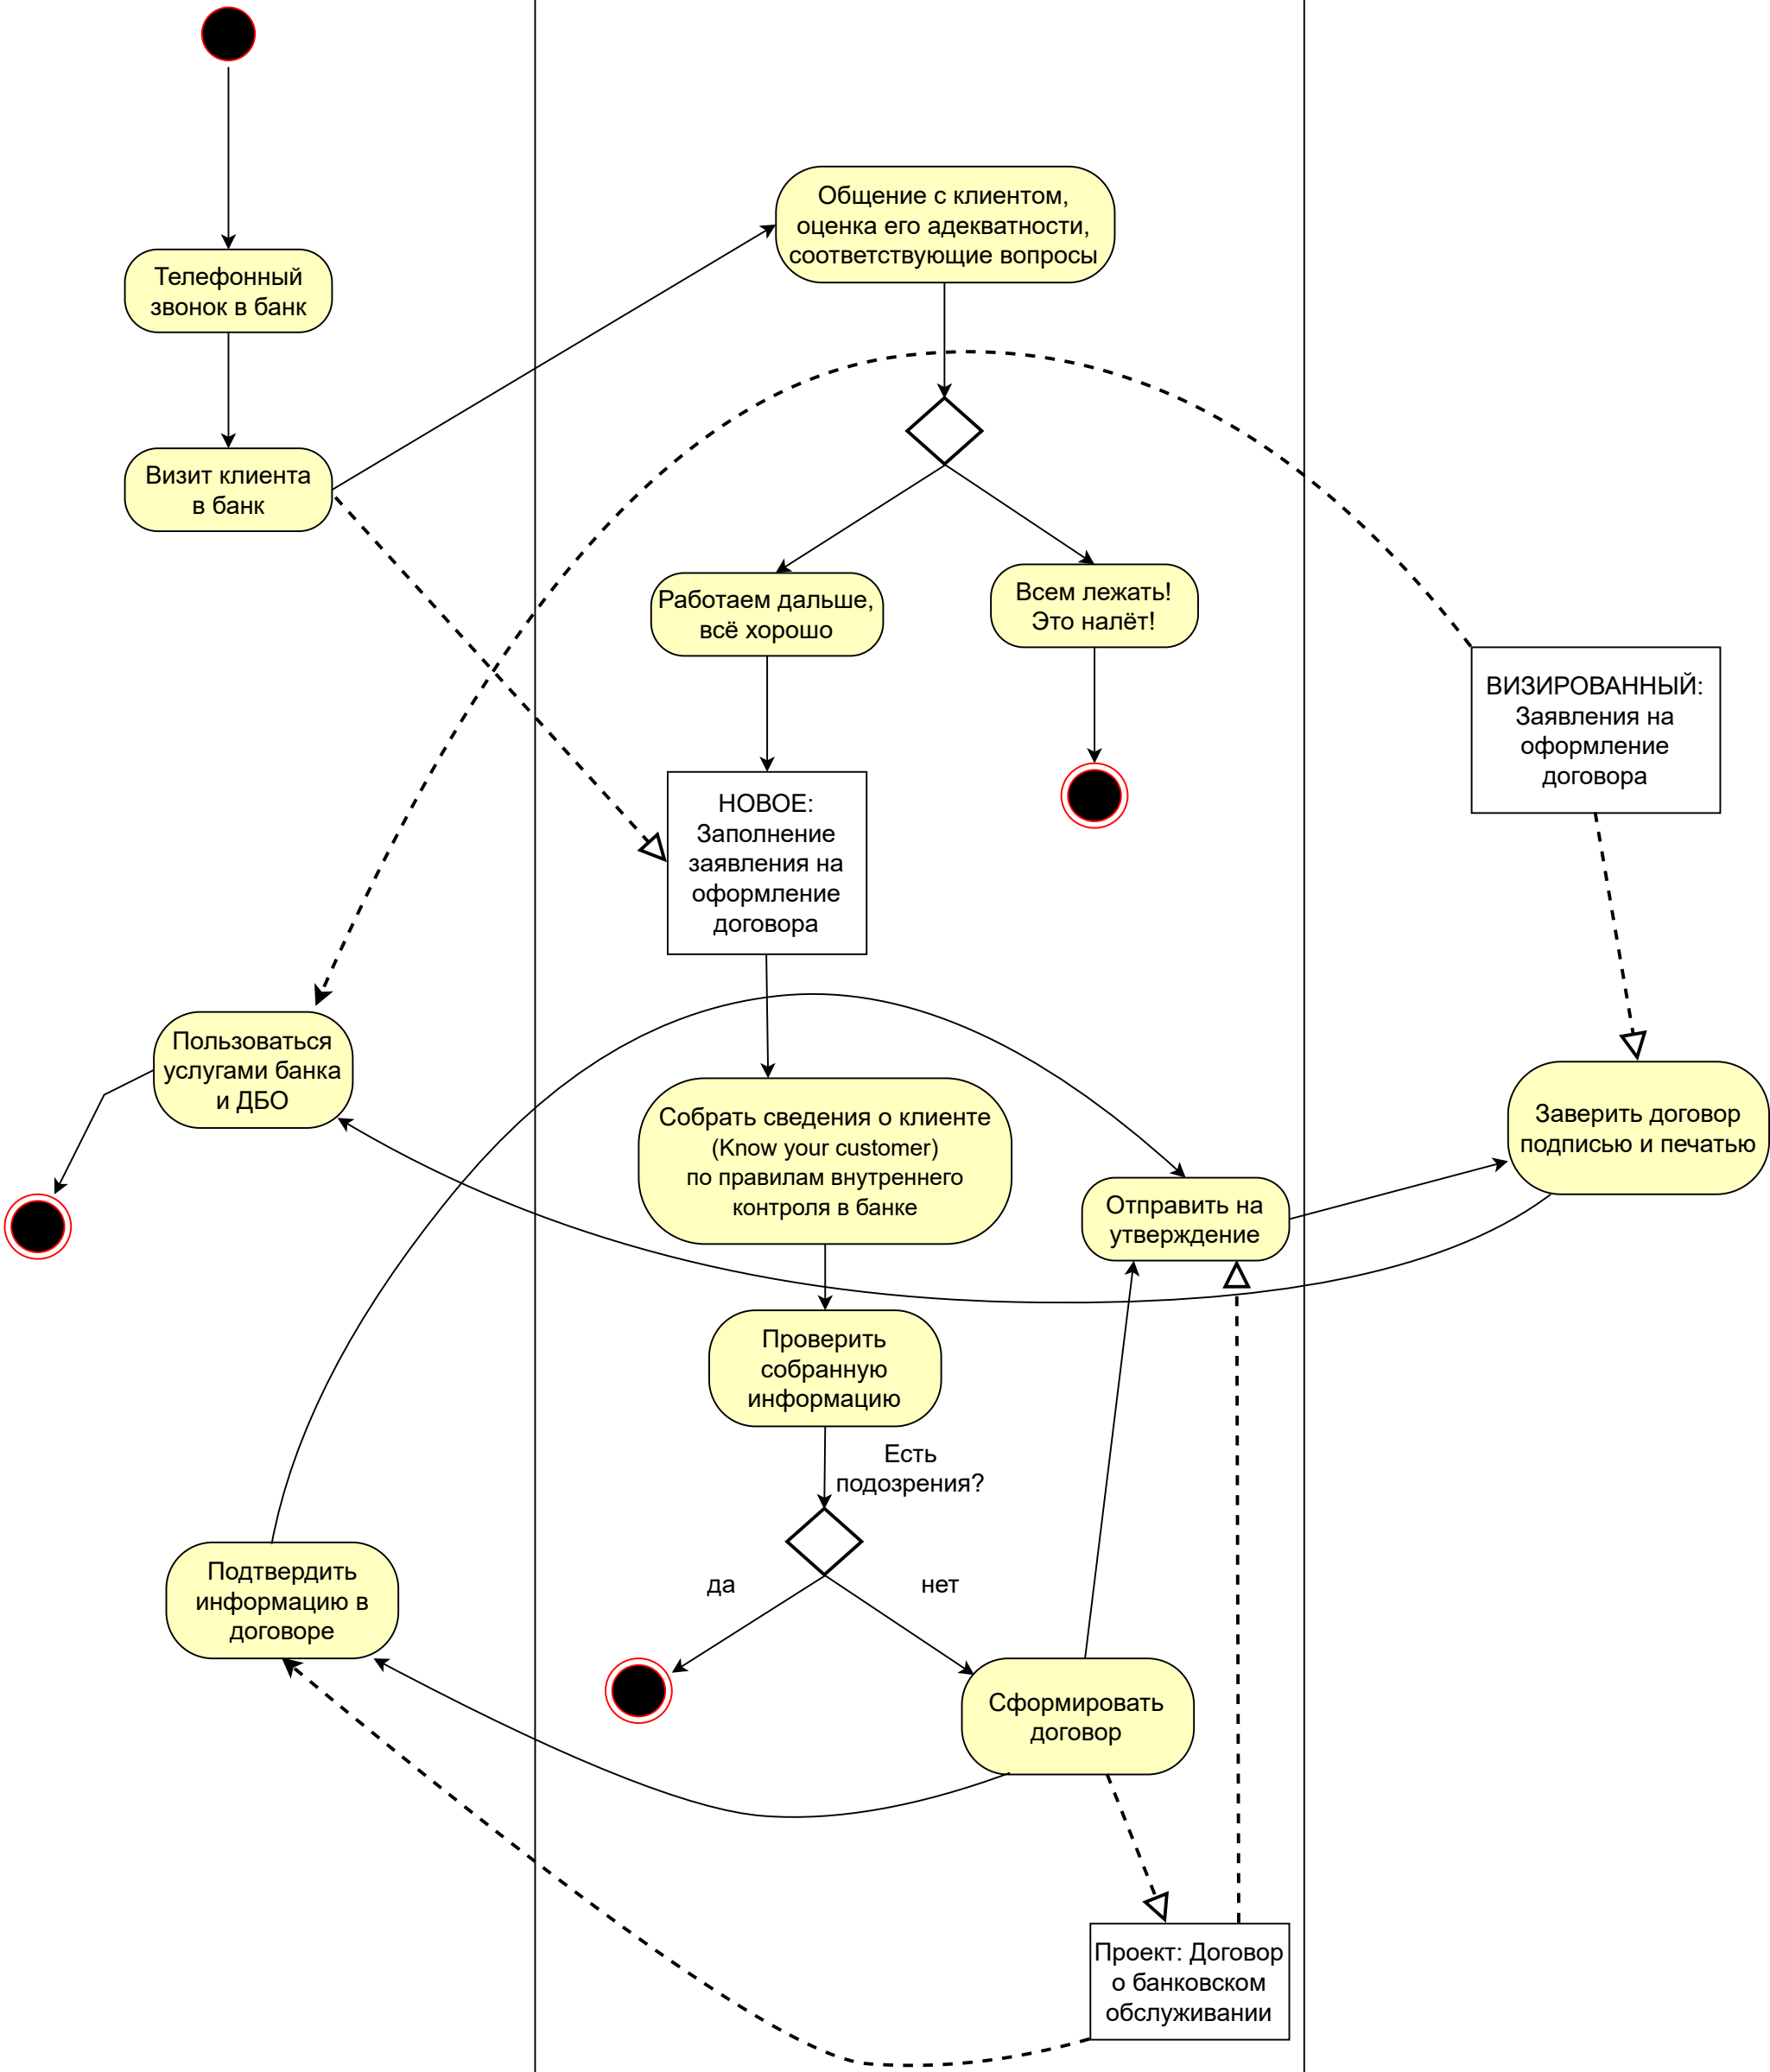 Телефонный
звонок в банк
Визит клиента
в банк
Общение с клиентом,
оценка его адекватности,
соответствующие вопросы
Работаем дальше,
всё хорошо
Всем лежать!
Это налёт!
НОВОЕ:
Заполнение
заявления на
оформление
договора
ВИЗИРОВАННЫЙ:
Заявления на
оформление
договора
Пользоваться
услугами банка
и ДБО
Собрать сведения о клиенте
(Know your customer)
по правилам внутреннего
контроля в банке
Отправить на
утверждение
Заверить договор
подписью и печатью
Проверить
собранную
информацию
Есть
подозрения?
да
нет
Подтвердить
информацию в
договоре
Сформировать
договор
Проект: Договор
о банковском
обслуживании